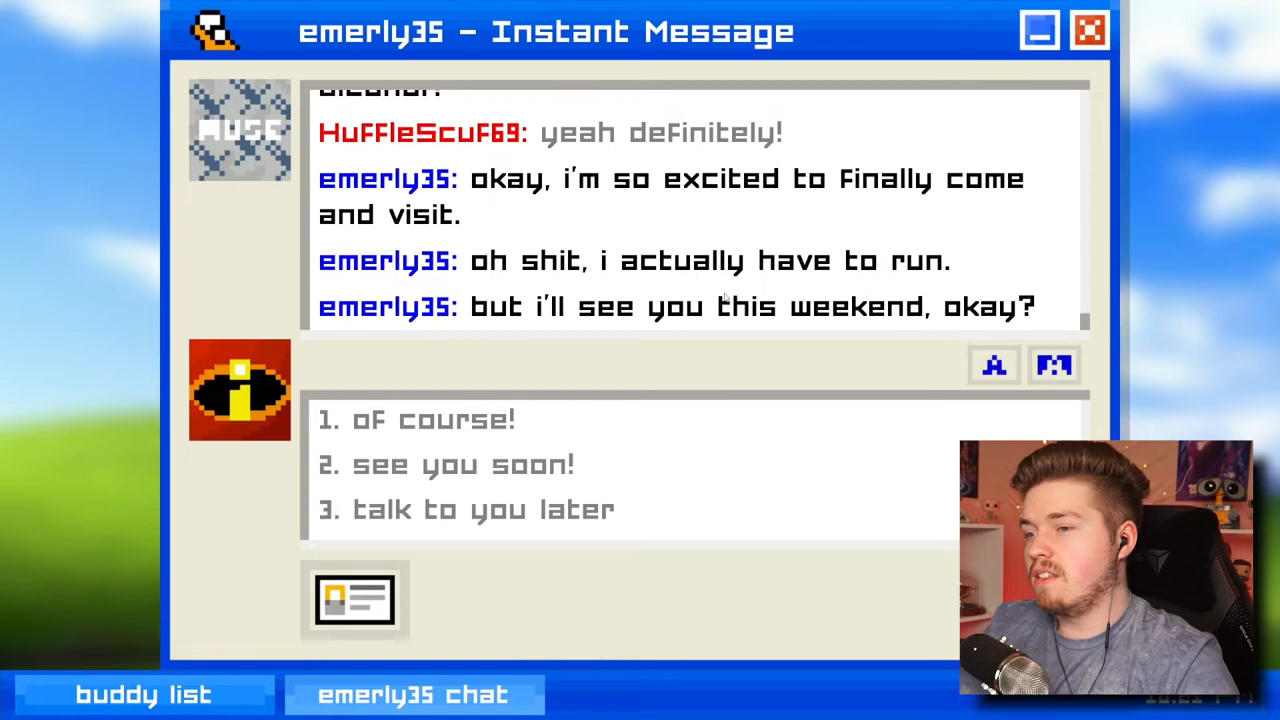 emerly35 - Instant Message
MUSE
HuffleScuf69: yeah definitely!
emerly35: okay, i'm so excited to finally come
and visit.
emerly35: oh shit, i actually have to run.
emerly35: but i'll see you this weekend, okay?
A
1. of course!
2. see you soon!
3. talk to you later
buddy list
emerly35 chat